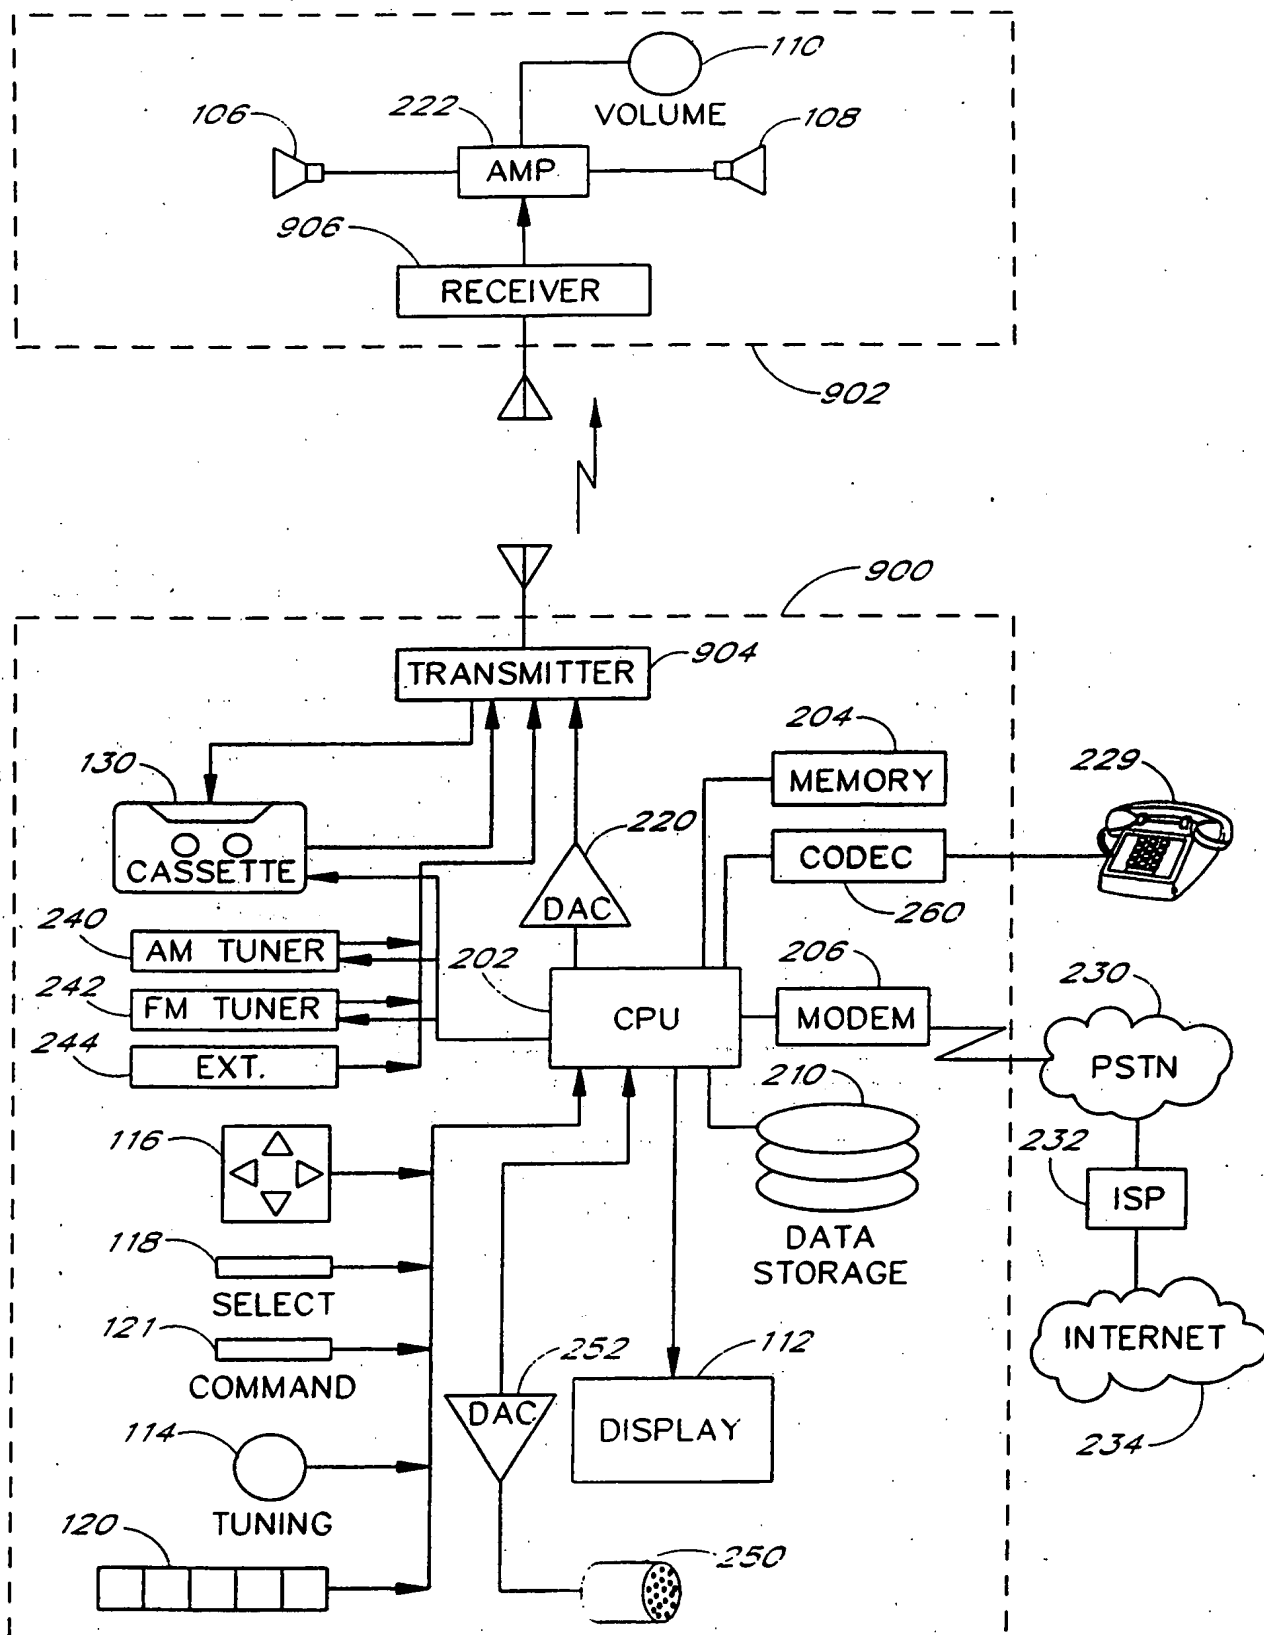 110
VOLUME
222
106
108
AMP
906
RECEIVER
902
900
TRANSMITTER
904
204
MEMORY
229
130
CASSETTE
220
DAC
CODEC
260
240
AM TUNER
202
206
230
242
FM TUNER
CPU
MODEM
244
EXT.
PSTN
210
116
232
ISP
118
SELECT
DATA
STORAGE
121
COMMAND
252
112
INTERNET
DAC
DISPLAY
114
TUNING
234
120
250